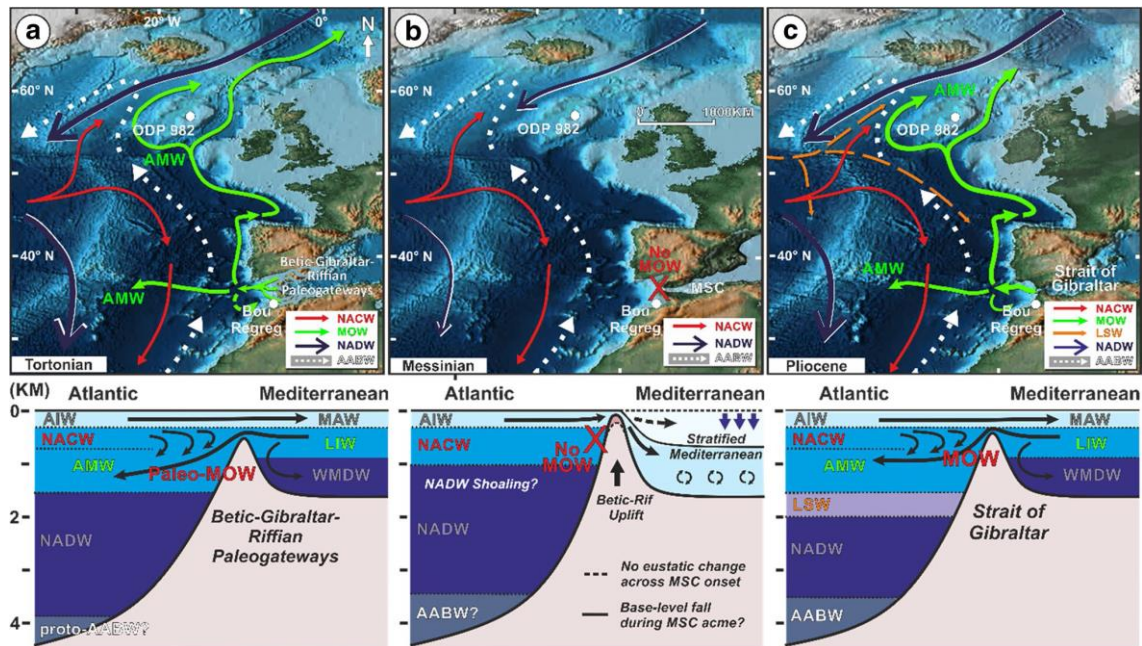 a
20° W
0°
N
60° N
ODP 982
AMW
40° N
AMW
Betic-Gibraltar-
Riffian
Paleogateways
Bou
Regreg
Tortonian
NACW
MOW
NADW
AABW
b
60° N
ODP 982
0
1000KM
40° N
No
MOW
MSC
Bou
Regreg
Messinian
NACW
NADW
AABW
c
60° N
AMW
ODP 982
40° N
AMW
Strait of
Gibraltar
Bou
Regreg
Pliocene
NACW
MOW
LSW
NADW
AABW
(KM)
0
2
4
Atlantic
Mediterranean
AIW
MAW
NACW
LIW
AMW
Paleo-MOW
WMDW
NADW
Betic-Gibraltar-
Riffian
Paleogateways
proto-AABW?
Atlantic
Mediterranean
AIW
NACW
No
MOW
Stratified
Mediterranean
NADW Shoaling?
Betic-Rif
Uplift
NADW
No eustatic change
across MSC onset
AABW?
Base-level fall
during MSC acme?
Atlantic
Mediterranean
AIW
MAW
NACW
LIW
AMW
MOW
WMDW
LSW
Strait of
Gibraltar
NADW
AABW